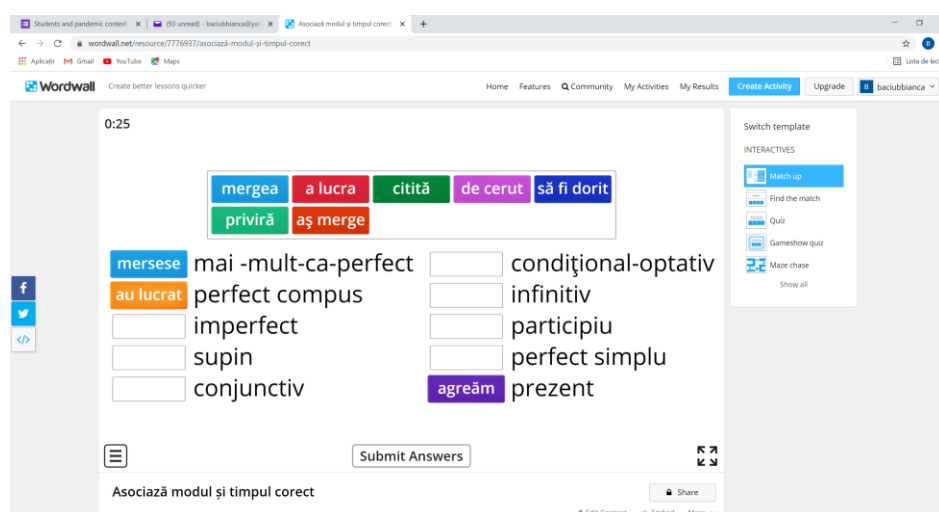 Students and pandemic context
(93 unread) - baciubbianca@ya
Asociază modul și timpul corect
wordwall.net/resource/7776937/asociază-modul-și-timpul-corect
B
Aplicații Gmail YouTube Maps
Lista de lect
Wordwall Create better lessons quicker Home Features Community My Activities My Results Create Activity Upgrade B baciubbianca
0:25
mergea a lucra citită de cerut să fi dorit
priviră aş merge
mersese mai -mult-ca-perfect condiţional-optativ
au lucrat perfect compus infinitiv
imperfect participiu
supin perfect simplu
conjunctiv agreăm prezent
Submit Answers
Asociază modul și timpul corect
Share
Switch template
INTERACTIVES
Match up
Find the match
Quiz
Gameshow quiz
Maze chase
Show all
f